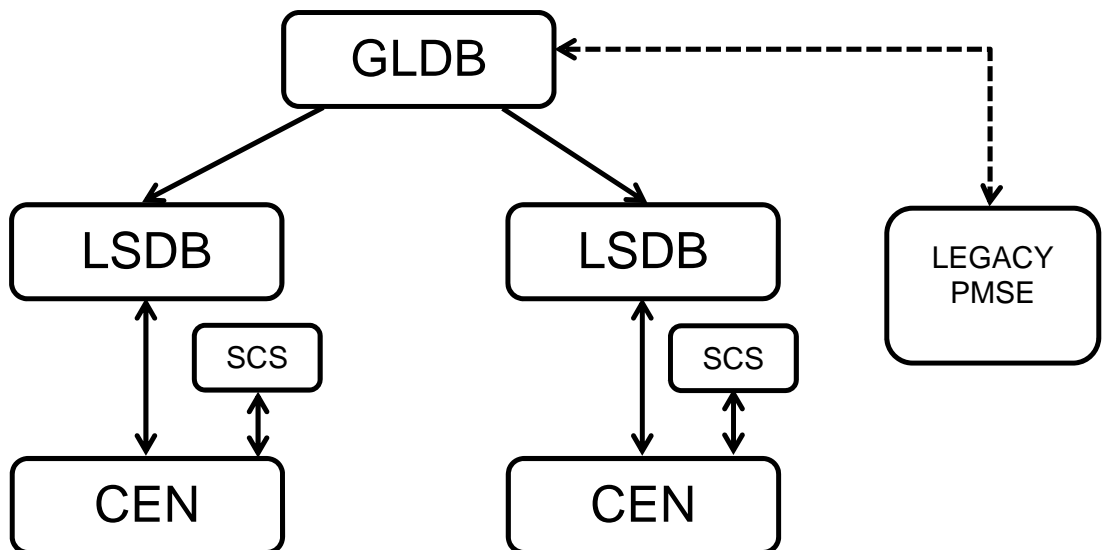 GLDB
LSDB
LSDB
LEGACY
PMSE
SCS
SCS
CEN
CEN